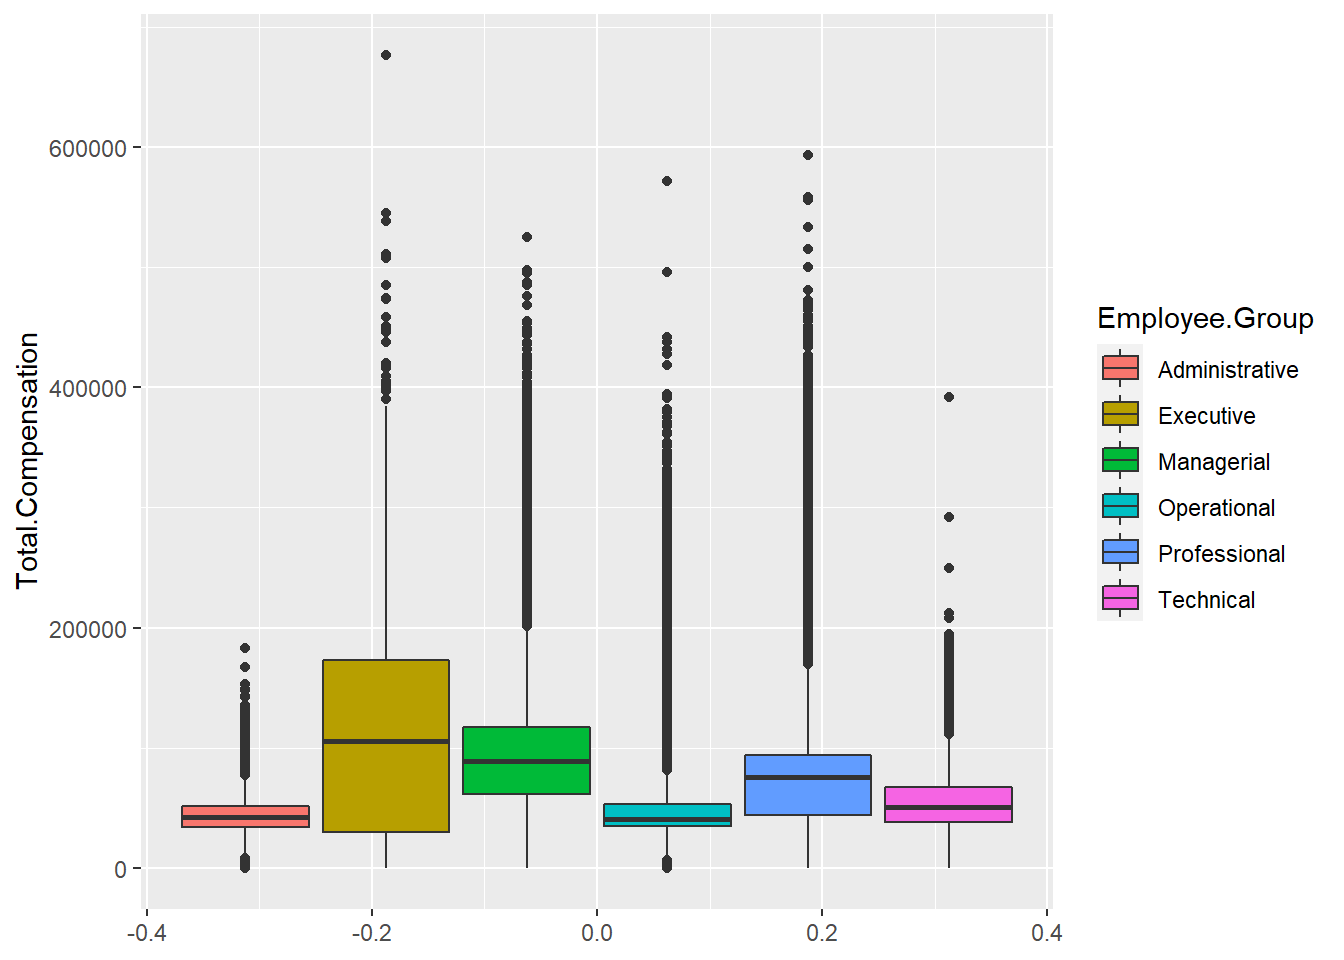 Total.Compensation
600000
400000
200000
0
-0.4
-0.2
0.0
0.2
0.4
Employee.Group
Administrative
Executive
Managerial
Operational
Professional
Technical